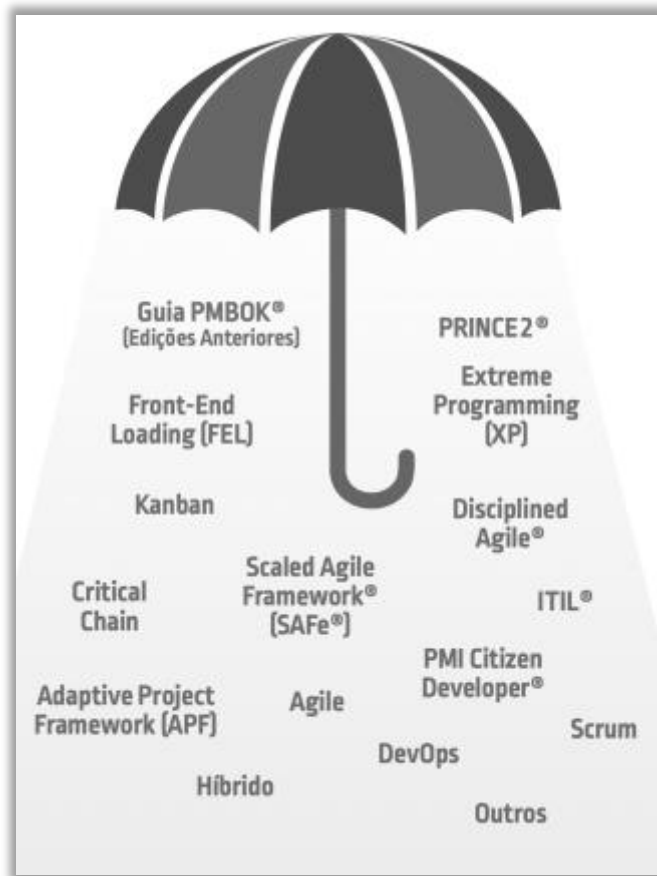 Guia PMBOK®
(Edições Anteriores)
PRINCE2®
Extreme
Programming
(XP)
Front-End
Loading (FEL)
Kanban
Disciplined
Agile®
Scaled Agile
Framework®
(SAFe®)
Critical
Chain
ITIL®
PMI Citizen
Developer®
Adaptive Project
Framework (APF)
Agile
Scrum
DevOps
Híbrido
Outros